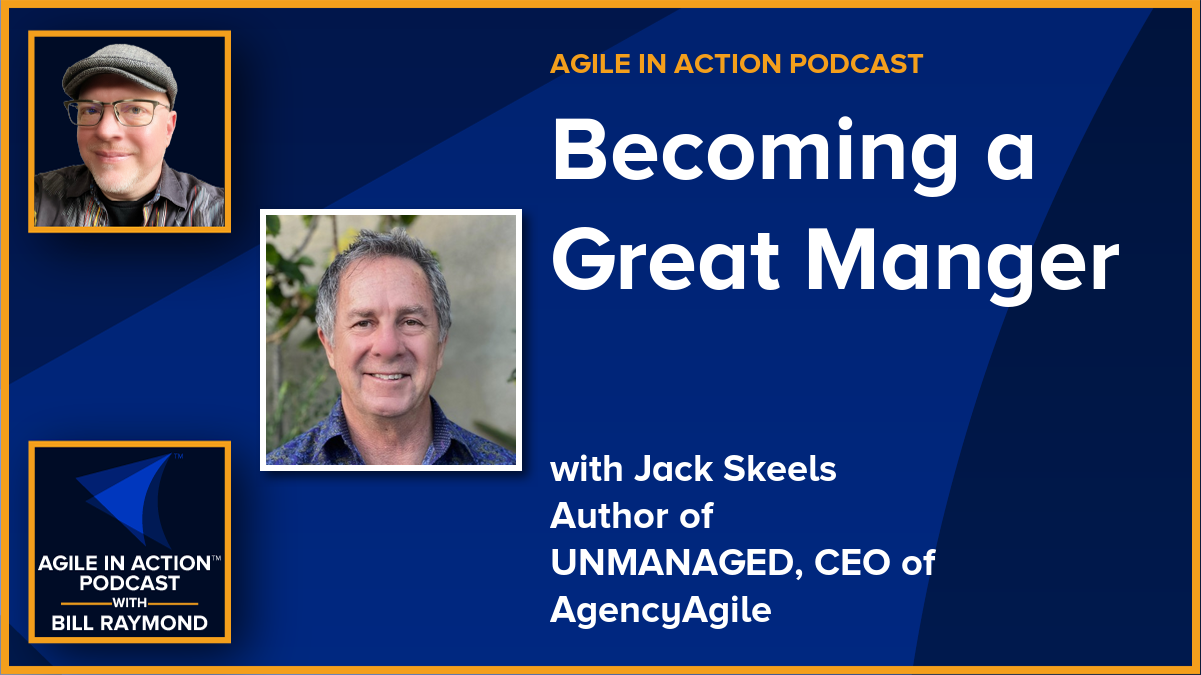 AGILE IN ACTION PODCAST
Becoming a
Great Manger
with Jack Skeels
Author of
UNMANAGED, CEO of
AgencyAgile
TM
AGILE IN ACTION™
PODCAST
WITH
BILL RAYMOND